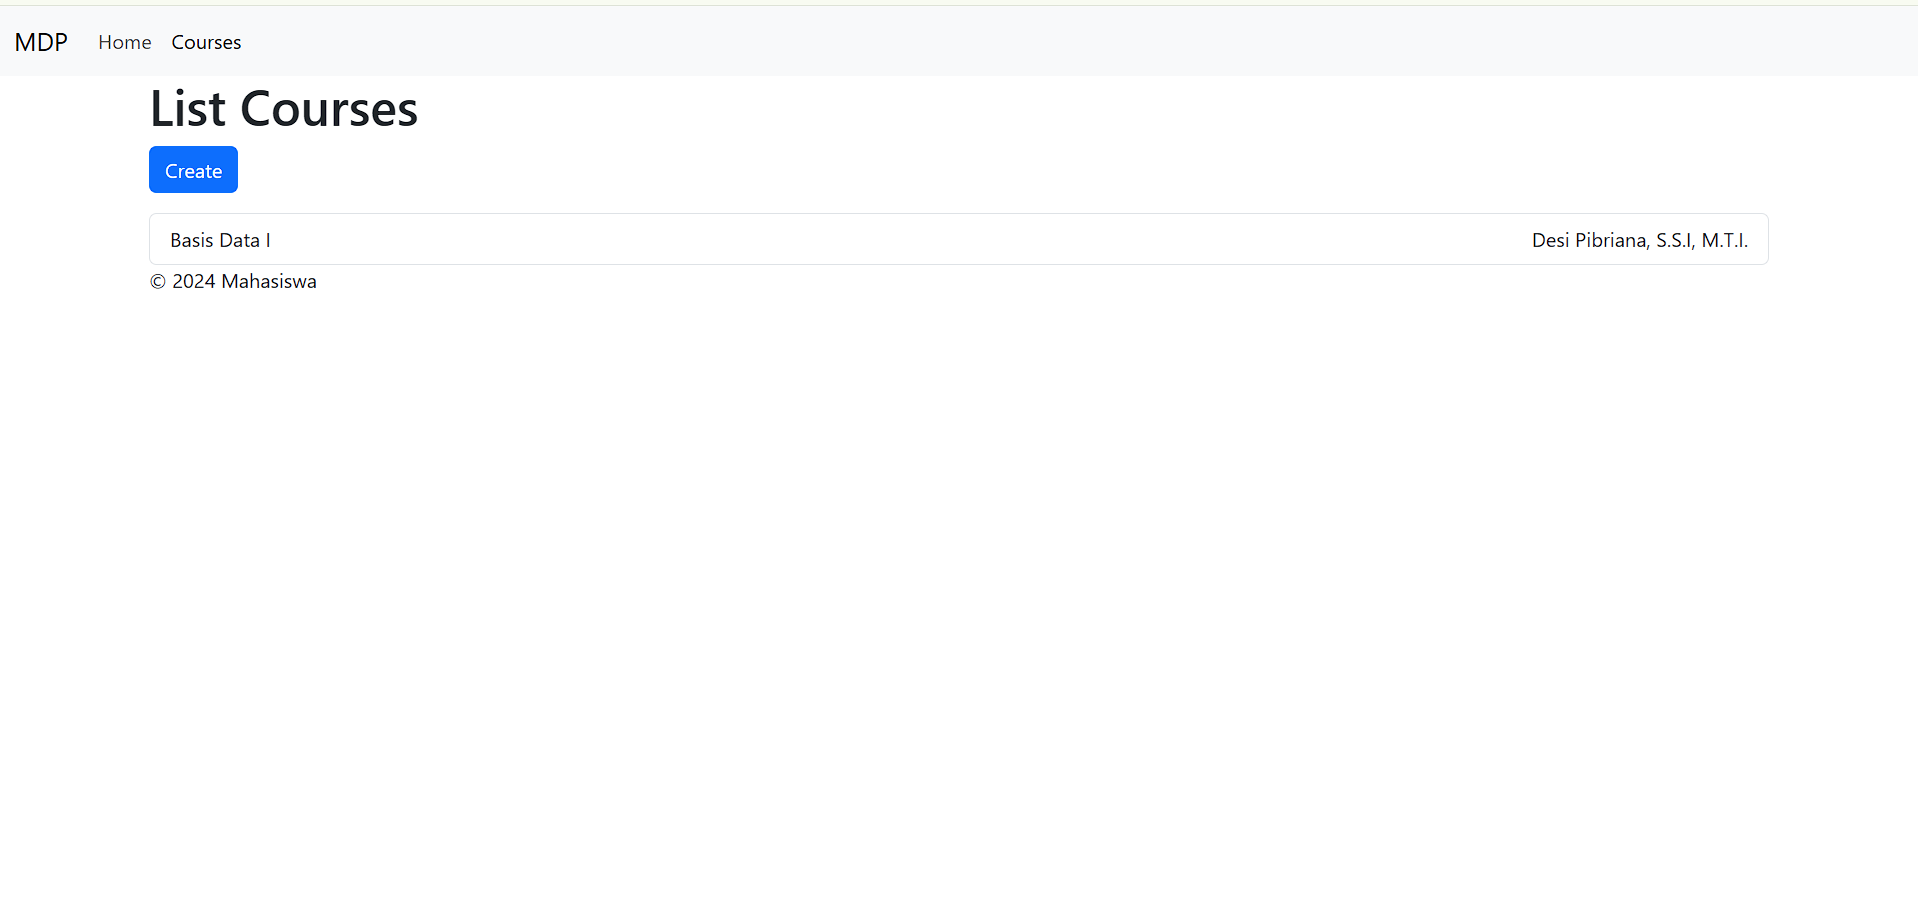 MDP Home Courses
List Courses
Create
Basis Data I Desi Pibriana, S.S.I, M.T.I.
© 2024 Mahasiswa